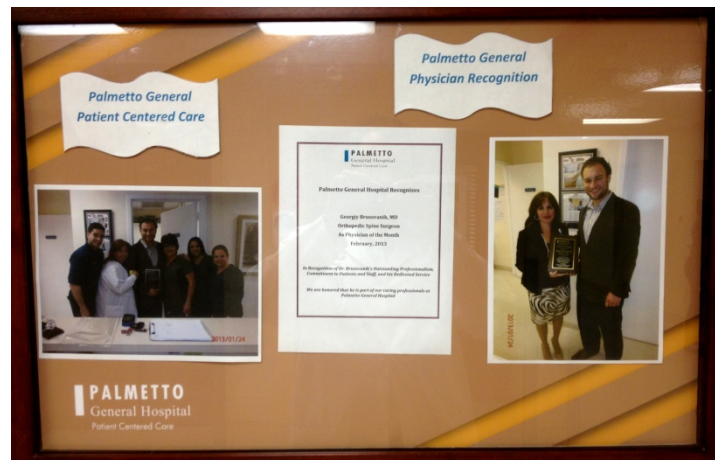 Palmetto General
Patient Centered Care
Palmetto General
Physician Recognition
PALMETTO
General Hospital
Patient Centered Care
Palmetto General Hospital Recognizes
Georgiy Brusovanik, MD
Orthopedic Spine Surgeon
As Physician of the Month
February, 2013
In Recognition of Dr. Brusovanik's Outstanding Professionalism,
Commitment to Patients and Staff, and his Dedicated Service
We are honored that he is part of our caring professionals at
Palmetto General Hospital
2013/01/24
2013/01/24
PALMETTO
General Hospital
Patient Centered Care